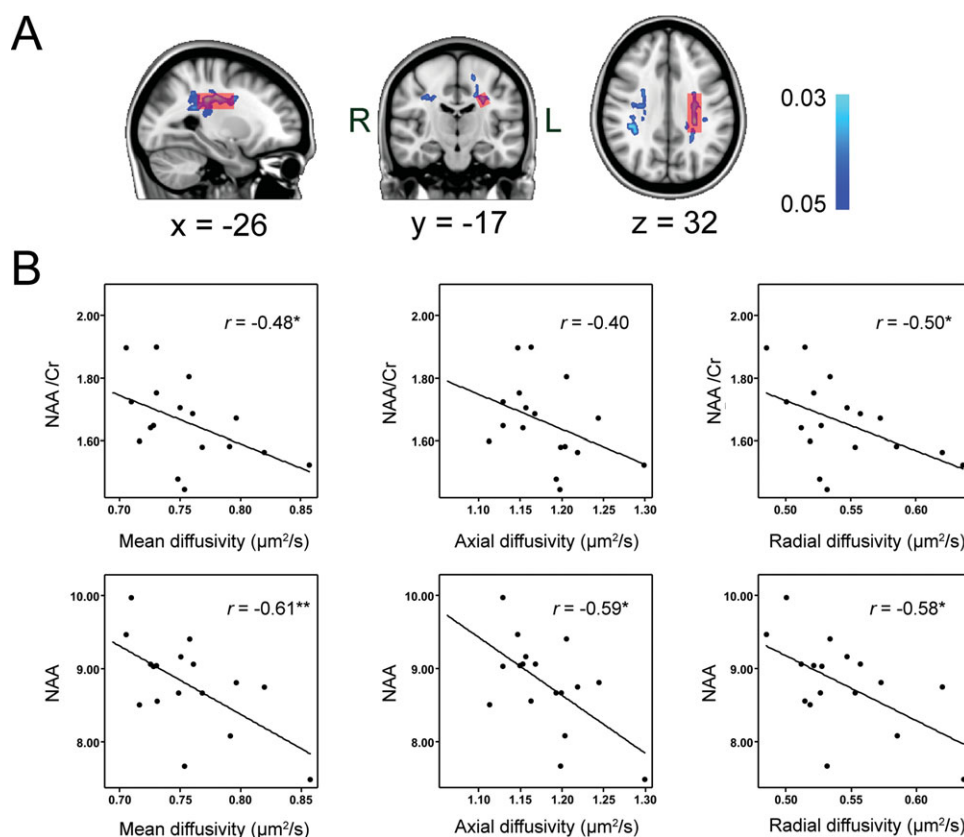 A
R
L
0.03
0.05
x = -26
y = -17
z = 32
B
r = -0.48*
NAA/Cr
2.00
1.80
1.60
0.70 0.75 0.80 0.85
Mean diffusivity (µm²/s)
r = -0.40
NAA/Cr
2.00
1.80
1.60
1.10 1.15 1.20 1.25 1.30
Axial diffusivity (µm²/s)
r = -0.50*
NAA/Cr
2.00
1.80
1.60
0.50 0.55 0.60
Radial diffusivity (µm²/s)
r = -0.61**
NAA
10.00
9.00
8.00
0.70 0.75 0.80 0.85
Mean diffusivity (µm²/s)
r = -0.59*
NAA
10.00
9.00
8.00
1.10 1.15 1.20 1.25 1.30
Axial diffusivity (µm²/s)
r = -0.58*
NAA
10.00
9.00
8.00
0.50 0.55 0.60
Radial diffusivity (µm²/s)